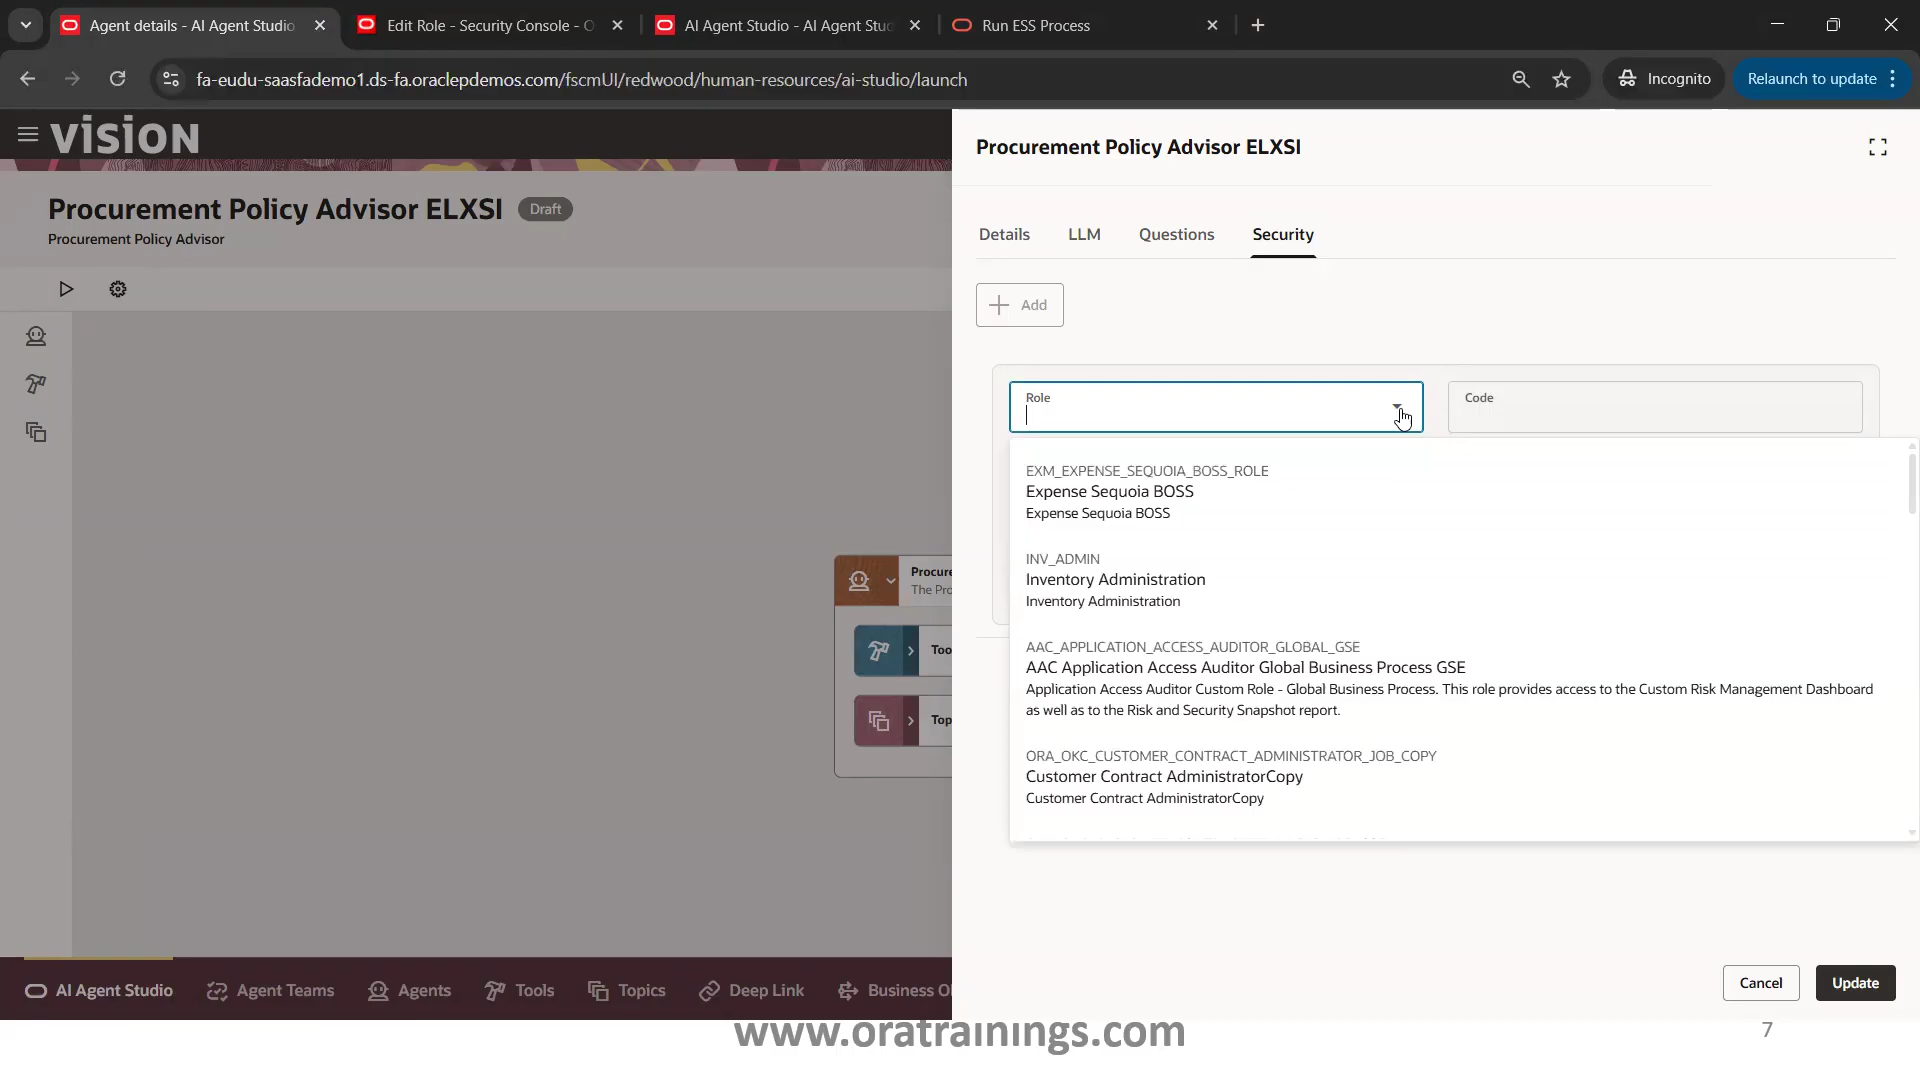 Agent details - AI Agent Studio
Edit Role - Security Console - O
AI Agent Studio - AI Agent Stu
Run ESS Process
fa-eudu-saasfademo1.ds-fa.oraclepdemos.com/fscmUI/redwood/human-resources/ai-studio/launch
Incognito
Relaunch to update
vision
Procurement Policy Advisor ELXSI
Draft
Procurement Policy Advisor
Procure
The Pro
Too
Top
Procurement Policy Advisor ELXSI
Details
LLM
Questions
Security
Add
Role
Code
EXM_EXPENSE_SEQUOIA_BOSS_ROLE
Expense Sequoia BOSS
Expense Sequoia BOSS
INV_ADMIN
Inventory Administration
Inventory Administration
AAC_APPLICATION_ACCESS_AUDITOR_GLOBAL_GSE
AAC Application Access Auditor Global Business Process GSE
Application Access Auditor Custom Role - Global Business Process. This role provides access to the Custom Risk Management Dashboard
as well as to the Risk and Security Snapshot report.
ORA_OKC_CUSTOMER_CONTRACT_ADMINISTRATOR_JOB_COPY
Customer Contract AdministratorCopy
Customer Contract AdministratorCopy
Cancel
Update
AI Agent Studio
Agent Teams
Agents
Tools
Topics
Deep Link
Business O
www.oratrainings.com
7